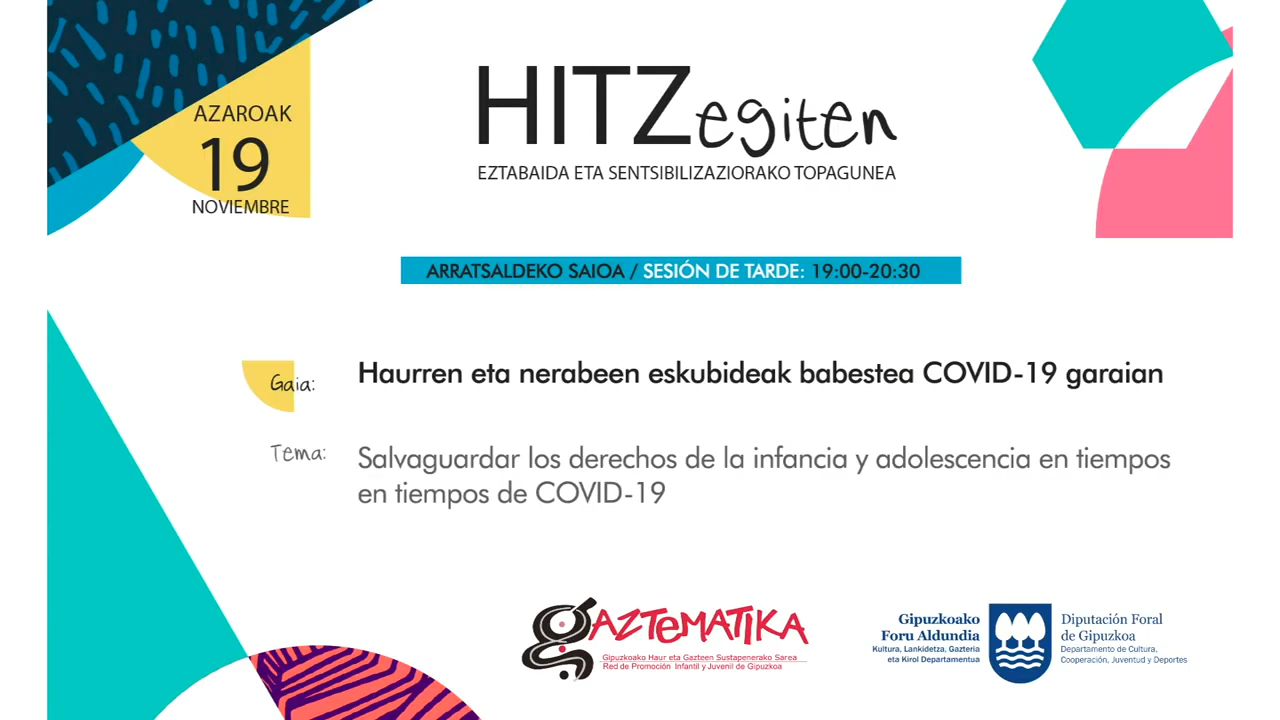 AZAROAK
19
NOVIEMBRE
HITZegiten
EZTABAIDA ETA SENTSIBILIZAZIORAKO TOPAGUNEA
ARRATSALDEKO SAIOA / SESIÓN DE TARDE: 19:00-20:30
Gaia:
Haurren eta nerabeen eskubideak babestea COVID-19 garaian
Tema:
Salvaguardar los derechos de la infancia y adolescencia en tiempos
en tiempos de COVID-19
gAZTeMATIKA
Gipuzkoako Haur eta Gazteen Sustapenerako Sarea
Red de Promoción Infantil y Juvenil de Gipuzkoa
Gipuzkoako
Foru Aldundia
Kultura, Lankidetza, Gazteria
eta Kirol Departamentua
Diputación Foral
de Gipuzkoa
Departamento de Cultura,
Cooperación, Juventud y Deportes